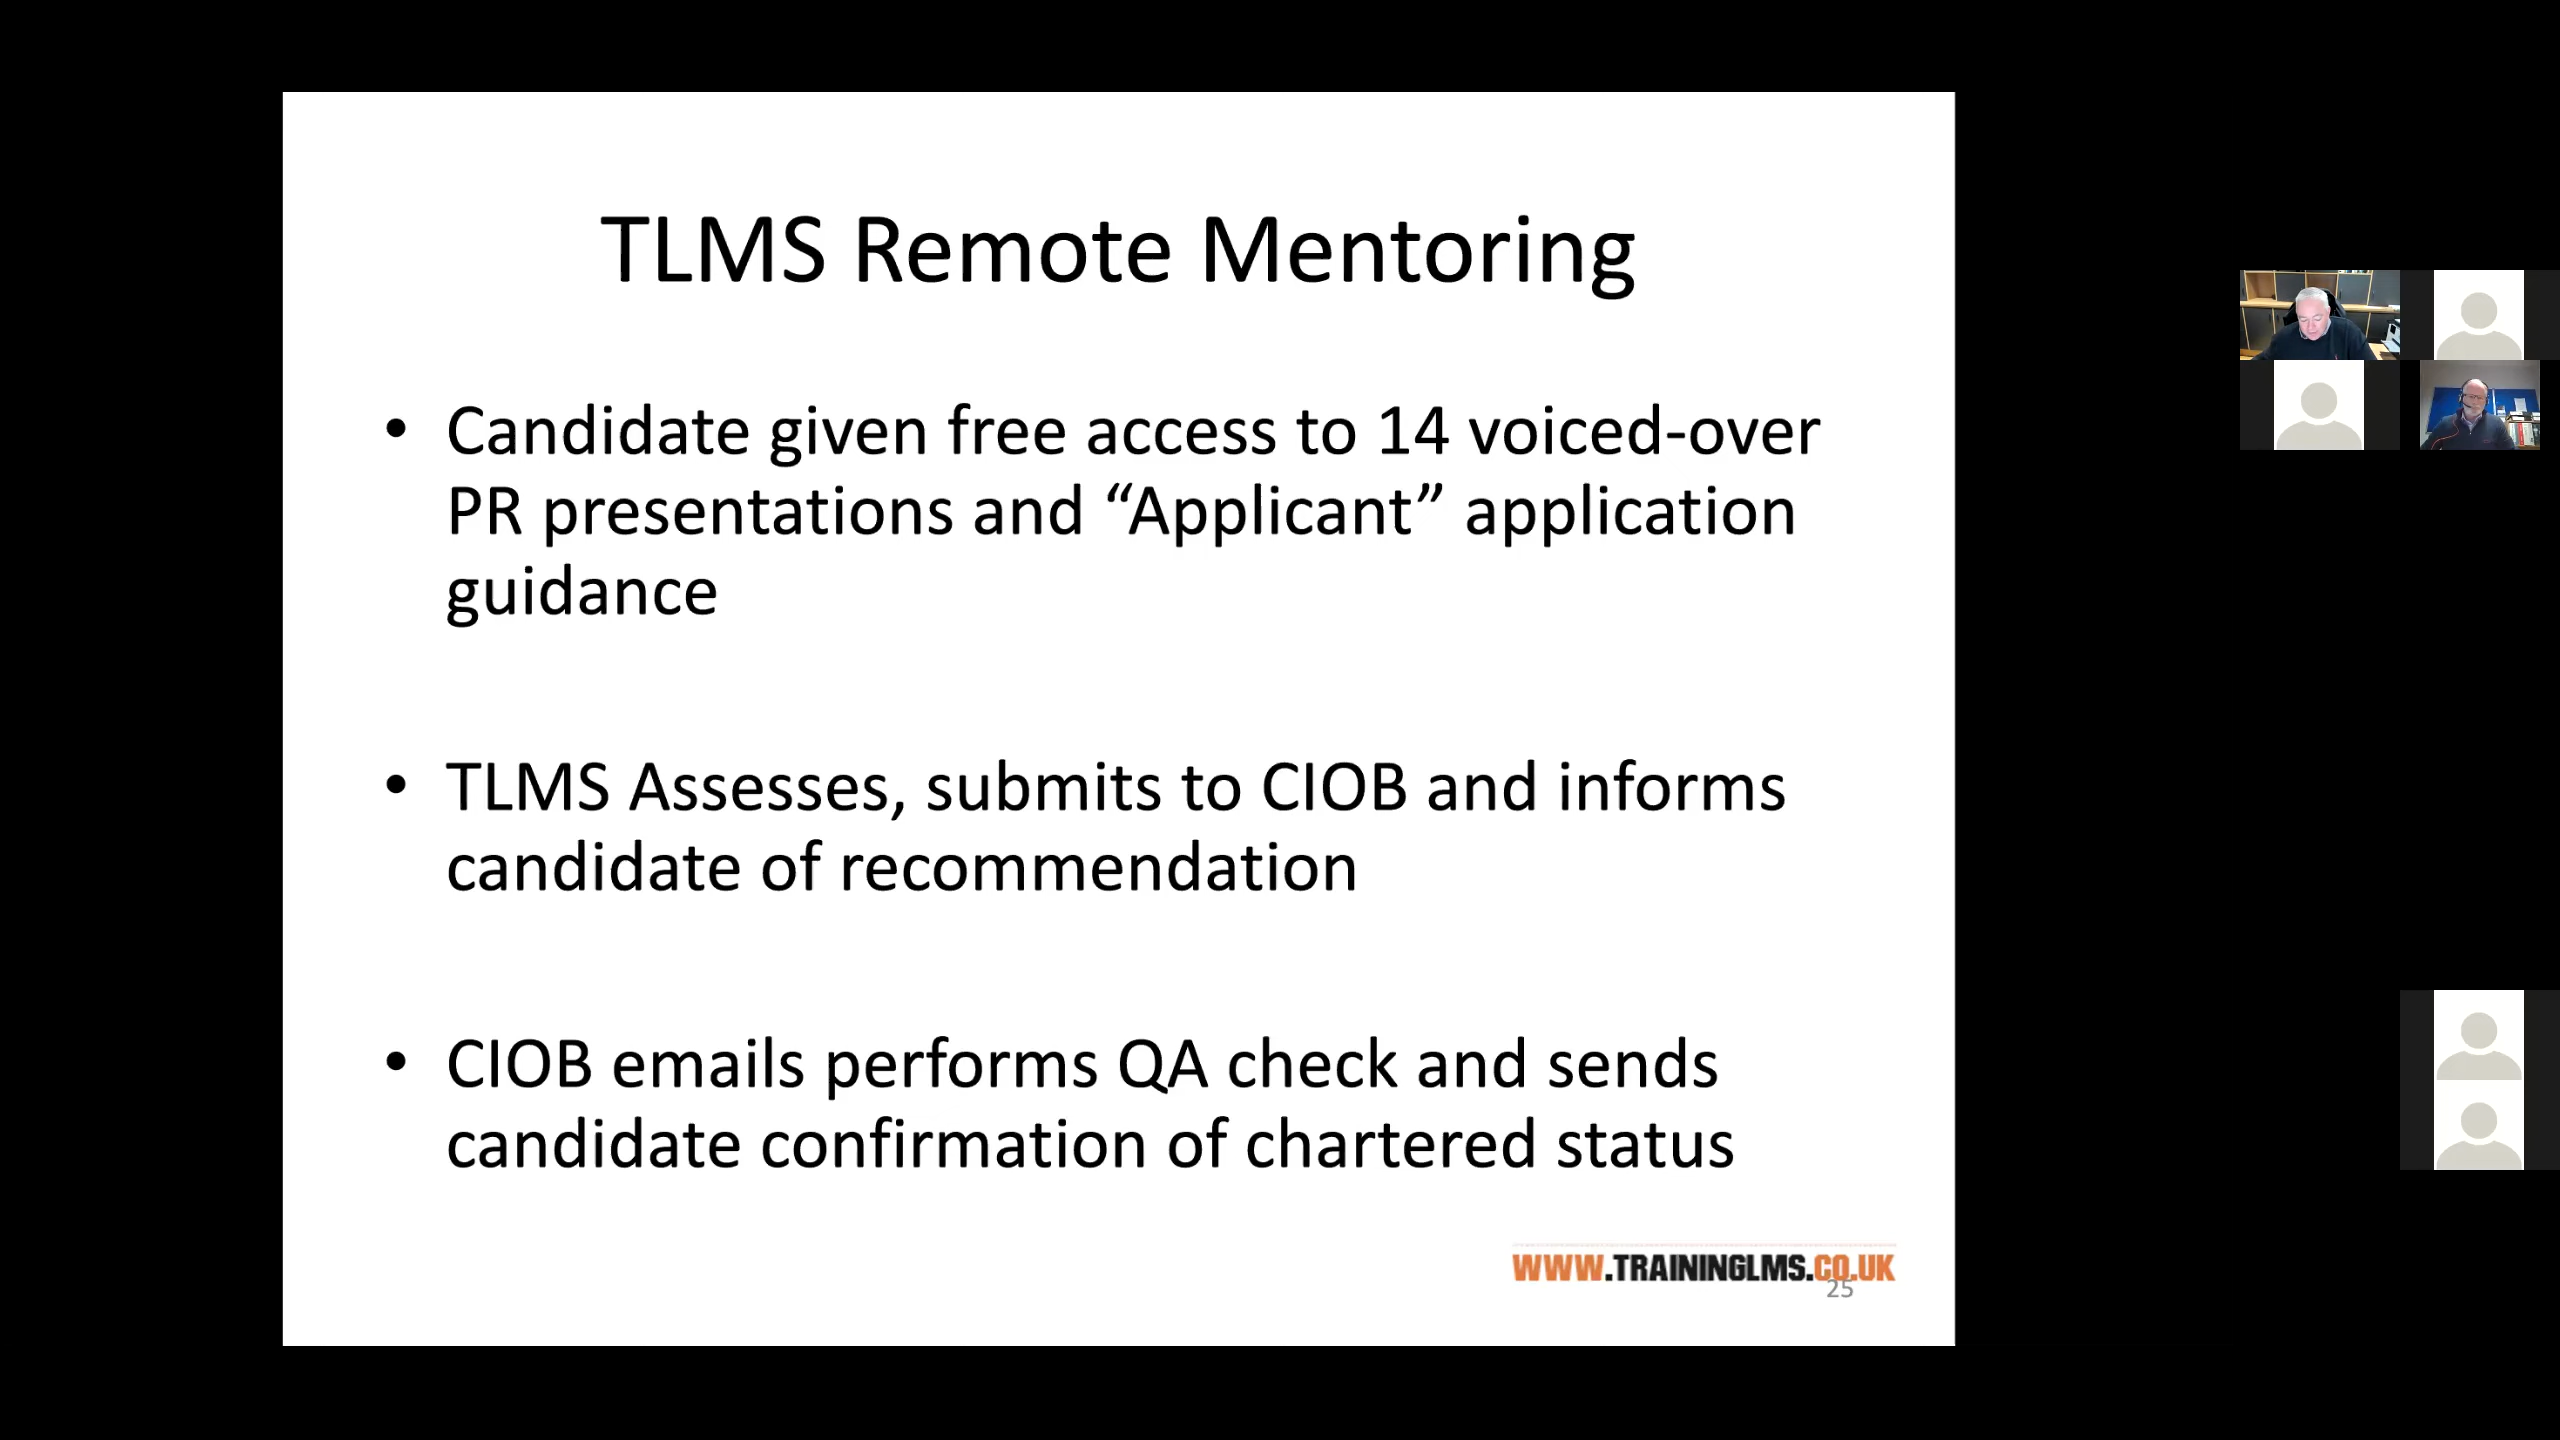 TLMS Remote Mentoring
• Candidate given free access to 14 voiced-over
PR presentations and “Applicant” application
guidance
• TLMS Assesses, submits to CIOB and informs
candidate of recommendation
• CIOB emails performs QA check and sends
candidate confirmation of chartered status
WWW.TRAININGLMS.CO.UK
25